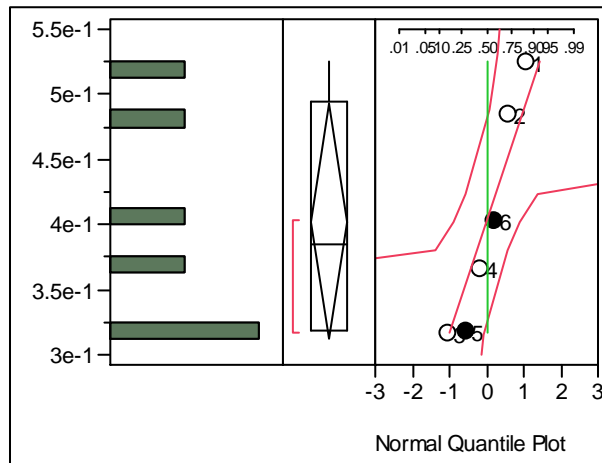 5.5e-1
.01 .05 .10 .25 .50 .75 .90 .95 .99
1
5e-1
2
4.5e-1
6
4e-1
4
3.5e-1
3 5
3e-1
-3 -2 -1 0 1 2 3
Normal Quantile Plot